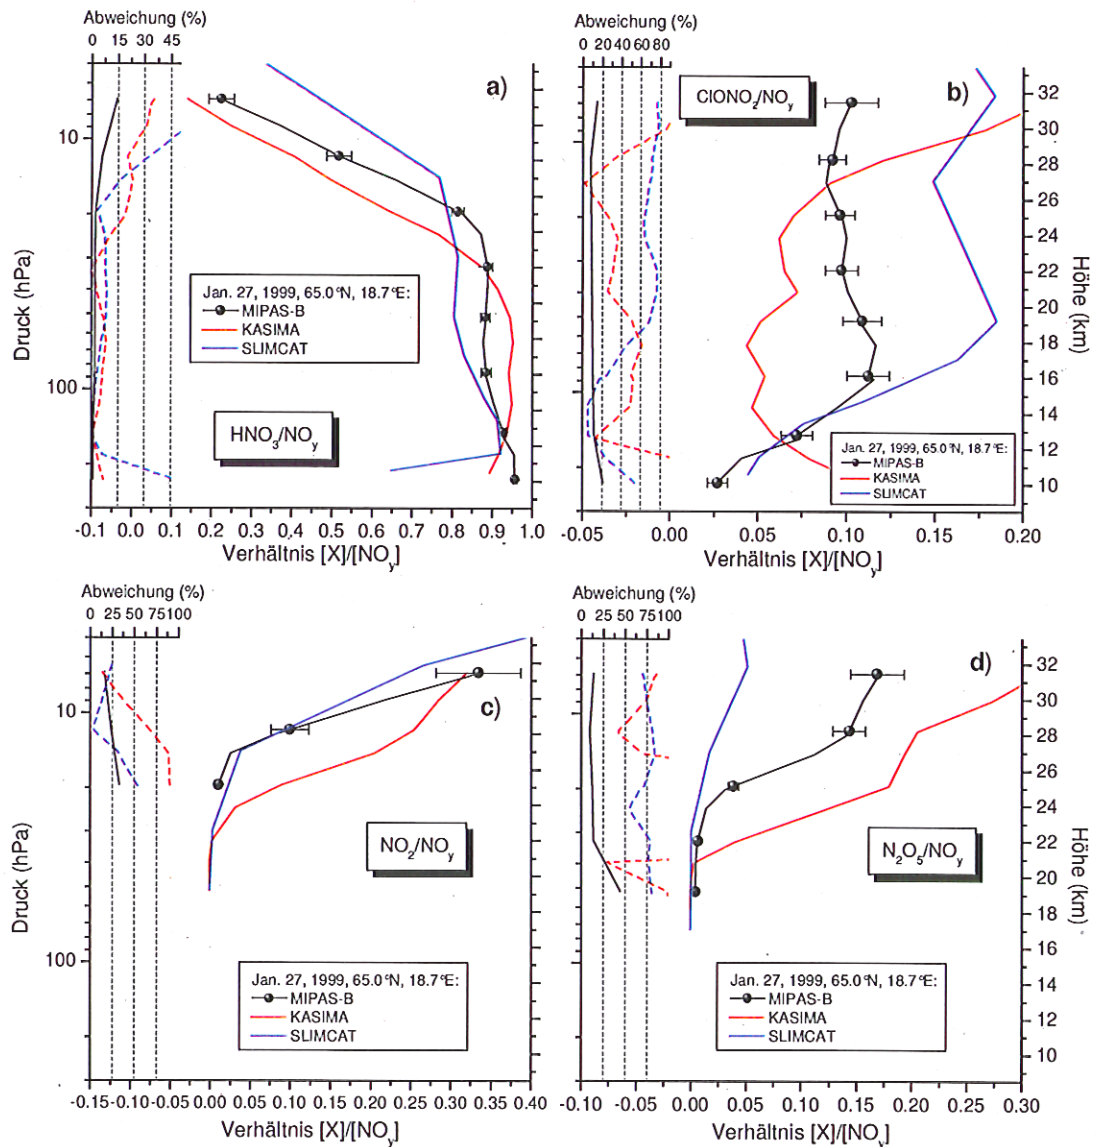 Abweichung (%)
0 15 30 45
a)
10
100
Druck (hPa)
Jan. 27, 1999, 65.0°N, 18.7°E:
MIPAS-B
KASIMA
SLIMCAT
HNO3/NOy
-0.1 0.0 0.1 0.2 0.3 0.4 0.5 0.6 0.7 0.8 0.9 1.0
Verhältnis [X]/[NOy]
Abweichung (%)
0 20 40 60 80
b)
ClONO2/NOy
32
30
28
26
24
22
20
18
16
14
12
10
Höhe (km)
Jan. 27, 1999, 65.0°N, 18.7°E:
MIPAS-B
KASIMA
SLIMCAT
-0.05 0.00 0.05 0.10 0.15 0.20
Verhältnis [X]/[NOy]
Abweichung (%)
0 25 50 75 100
c)
10
100
Druck (hPa)
NO2/NOy
Jan. 27, 1999, 65.0°N, 18.7°E:
MIPAS-B
KASIMA
SLIMCAT
-0.15 -0.10 -0.05 0.00 0.05 0.10 0.15 0.20 0.25 0.30 0.35 0.40
Verhältnis [X]/[NOy]
Abweichung (%)
0 25 50 75 100
d)
32
30
28
26
24
22
20
18
16
14
12
10
Höhe (km)
N2O5/NOy
Jan. 27, 1999, 65.0°N, 18.7°E:
MIPAS-B
KASIMA
SLIMCAT
-0.10 -0.05 0.00 0.05 0.10 0.15 0.20 0.25 0.30
Verhältnis [X]/[NOy]